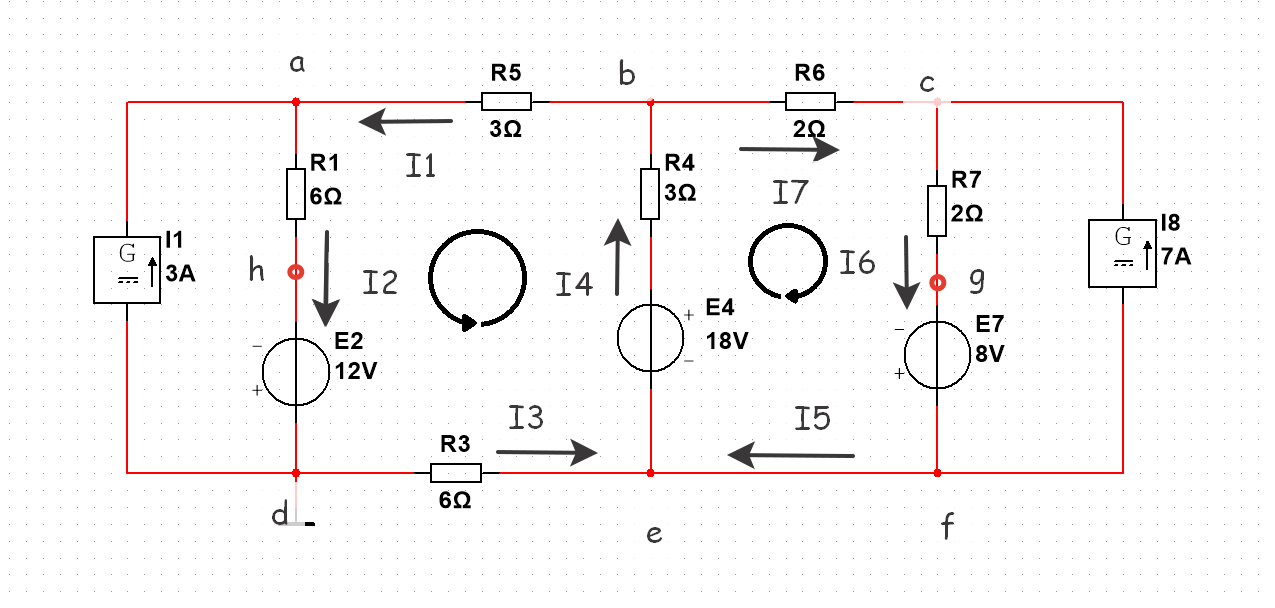 a
R5
b
R6
c
3Ω
2Ω
I1
I7
R1
6Ω
R4
3Ω
R7
2Ω
G
I1
3A
h
I2
I4
I6
g
G
I8
7A
E2
12V
-
+
E4
18V
+
-
E7
8V
-
+
I3
I5
R3
6Ω
d
e
f